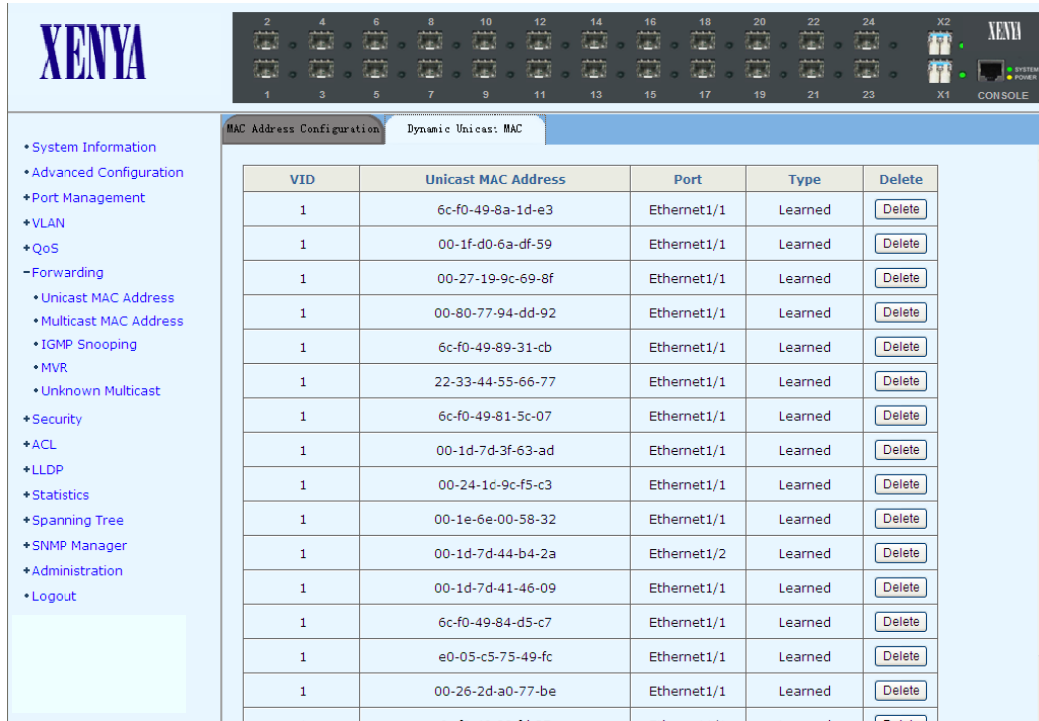 XENYA
2 4 6 8 10 12 14 16 18 20 22 24 X2
XENYA
SYSTEM
POWER
1 3 5 7 9 11 13 15 17 19 21 23 X1 CONSOLE
MAC Address Configuration Dynamic Unicast MAC
System Information
Advanced Configuration
+Port Management
+VLAN
+QoS
-Forwarding
Unicast MAC Address
Multicast MAC Address
IGMP Snooping
MVR
Unknown Multicast
+Security
+ACL
+LLDP
+Statistics
+Spanning Tree
+SNMP Manager
+Administration
Logout
VID Unicast MAC Address Port Type Delete
1 6c-f0-49-8a-1d-e3 Ethernet1/1 Learned Delete
1 00-1f-d0-6a-df-59 Ethernet1/1 Learned Delete
1 00-27-19-9c-69-8f Ethernet1/1 Learned Delete
1 00-80-77-94-dd-92 Ethernet1/1 Learned Delete
1 6c-f0-49-89-31-cb Ethernet1/1 Learned Delete
1 22-33-44-55-66-77 Ethernet1/1 Learned Delete
1 6c-f0-49-81-5c-07 Ethernet1/1 Learned Delete
1 00-1d-7d-3f-63-ad Ethernet1/1 Learned Delete
1 00-24-1d-9c-f5-c3 Ethernet1/1 Learned Delete
1 00-1e-6e-00-58-32 Ethernet1/1 Learned Delete
1 00-1d-7d-44-b4-2a Ethernet1/2 Learned Delete
1 00-1d-7d-41-46-09 Ethernet1/1 Learned Delete
1 6c-f0-49-84-d5-c7 Ethernet1/1 Learned Delete
1 e0-05-c5-75-49-fc Ethernet1/1 Learned Delete
1 00-26-2d-a0-77-be Ethernet1/1 Learned Delete